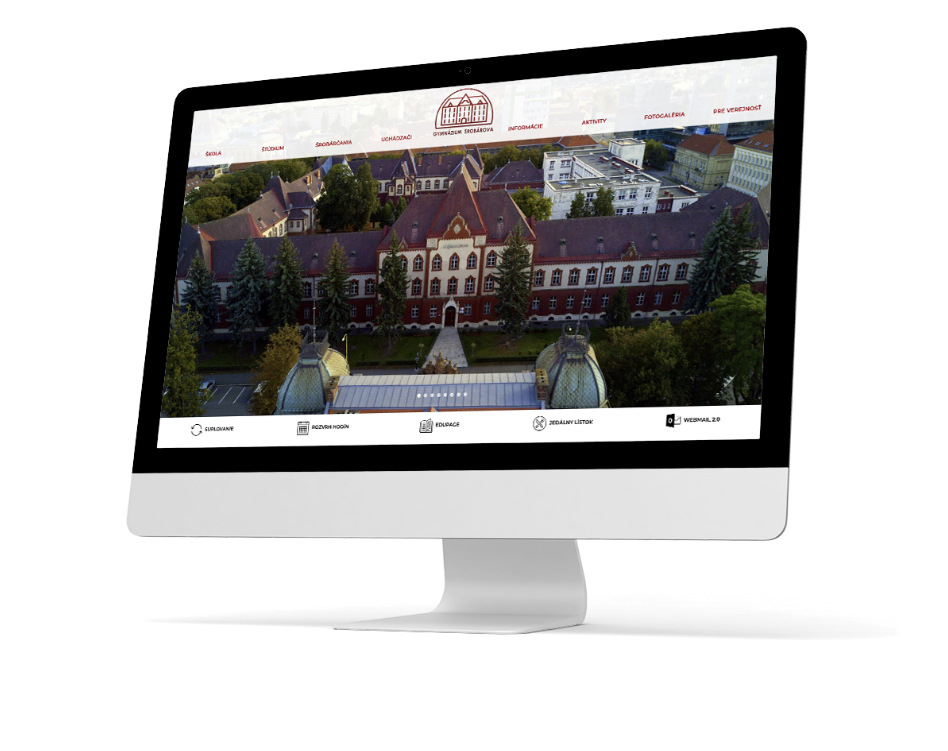 ŠKOLA
ŠTÚDIUM
ŠROBÁRČANIA
UCHÁDZAČI
GYMNÁZIUM ŠROBÁROVA
INFORMÁCIE
AKTIVITY
FOTOGALÉRIA
PRE VEREJNOSŤ
SUPLOVANIE
ROZVRH HODÍN
EDUPAGE
JEDÁLNY LÍSTOK
WEBMAIL 2.0